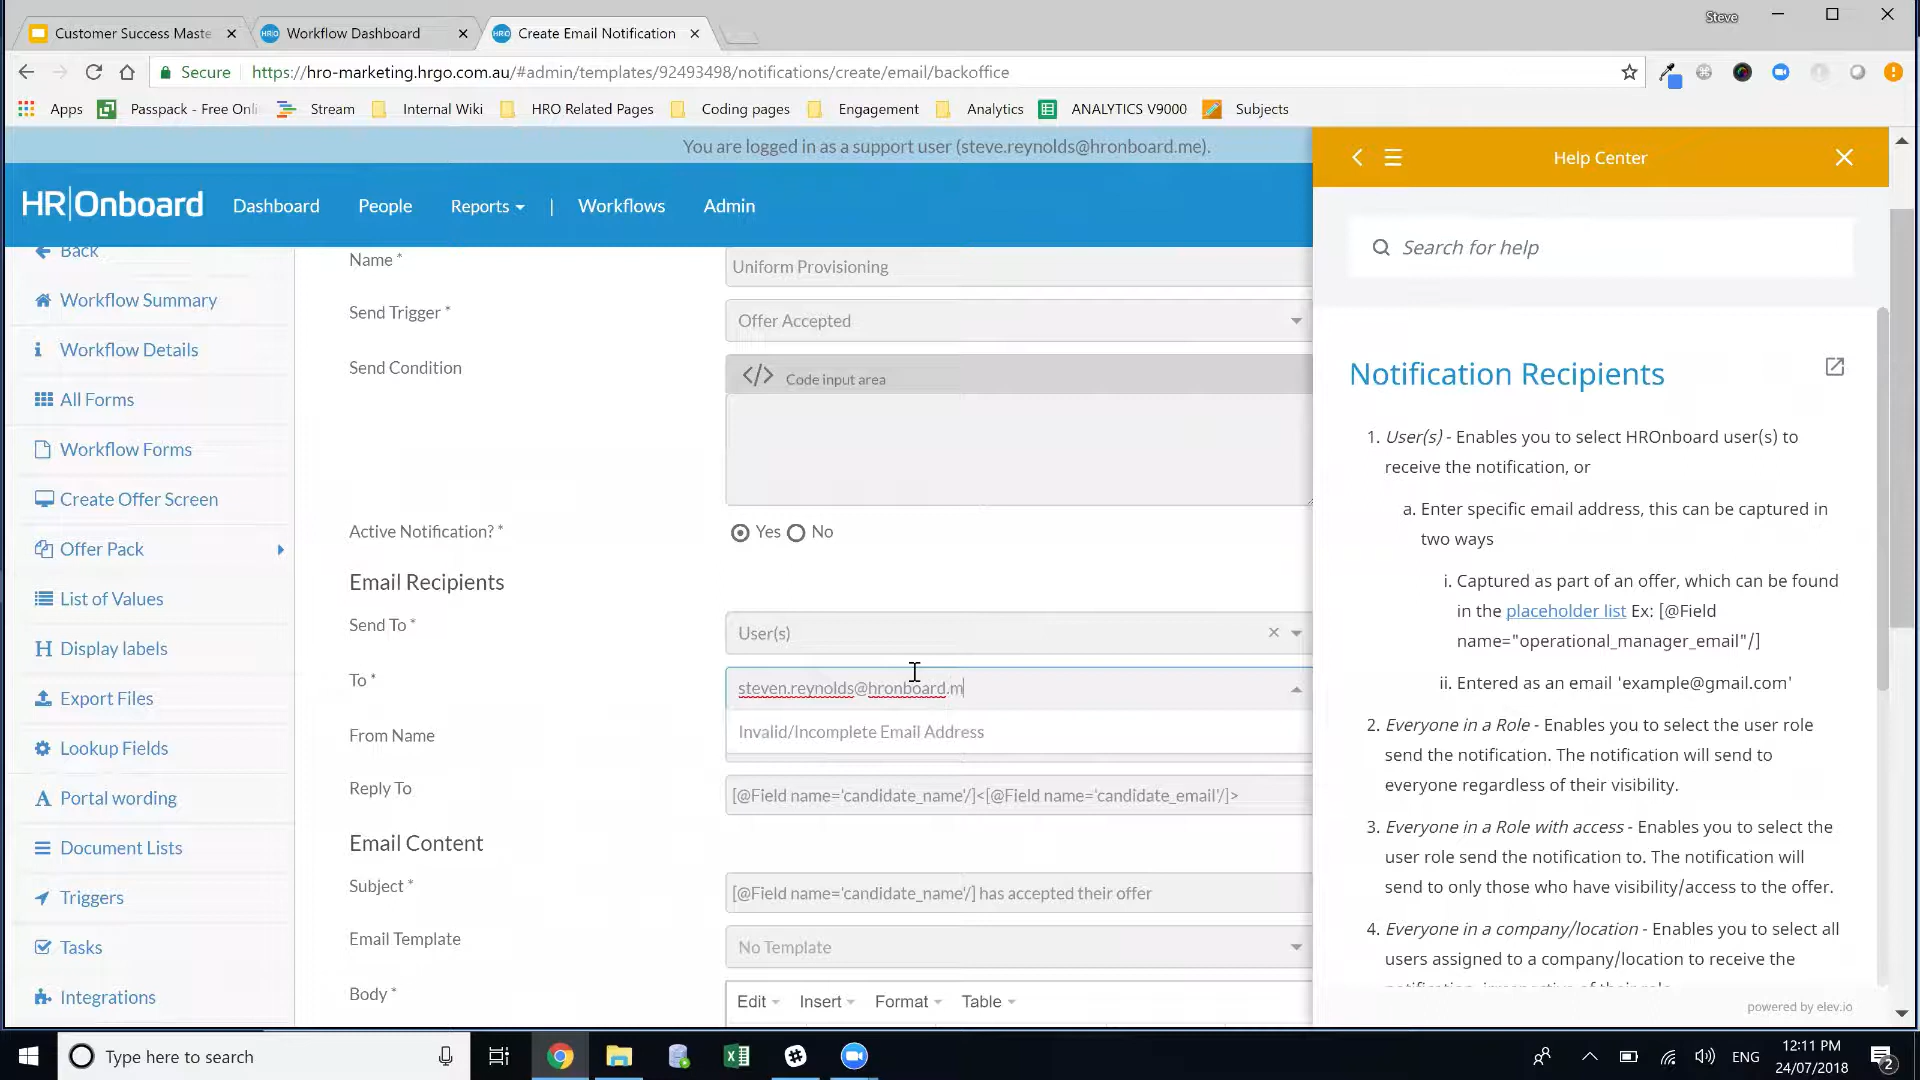 Steve
Customer Success Maste
Workflow Dashboard
HRO Create Email Notification
Secure https://hro-marketing.hrgo.com.au/#admin/templates/92493498/notifications/create/email/backoffice
Apps Passpack - Free Onli Stream Internal Wiki HRO Related Pages Coding pages Engagement Analytics ANALYTICS V9000 Subjects
You are logged in as a support user (steve.reynolds@hronboard.me).
HR|Onboard Dashboard People Reports | Workflows Admin
Back
Workflow Summary
Workflow Details
All Forms
Workflow Forms
Create Offer Screen
Offer Pack
List of Values
Display labels
Export Files
Lookup Fields
Portal wording
Document Lists
Triggers
Tasks
Integrations
Name * Uniform Provisioning
Send Trigger * Offer Accepted
Send Condition </> Code input area
Active Notification? * Yes No
Email Recipients
Send To * User(s)
To * steven.reynolds@hronboard.m
Invalid/Incomplete Email Address
From Name
Reply To [@Field name='candidate_name'/]<[@Field name='candidate_email'/]>
Email Content
Subject * [@Field name='candidate_name'/] has accepted their offer
Email Template No Template
Body * Edit Insert Format Table
Help Center
Search for help
Notification Recipients
1. User(s) - Enables you to select HROnboard user(s) to
receive the notification, or
a. Enter specific email address, this can be captured in
two ways
i. Captured as part of an offer, which can be found
in the placeholder list Ex: [@Field
name="operational_manager_email"/]
ii. Entered as an email 'example@gmail.com'
2. Everyone in a Role - Enables you to select the user role
send the notification. The notification will send to
everyone regardless of their visibility.
3. Everyone in a Role with access - Enables you to select the
user role send the notification to. The notification will
send to only those who have visibility/access to the offer.
4. Everyone in a company/location - Enables you to select all
users assigned to a company/location to receive the
notification, irrespective of their role
powered by elev.io
Type here to search
ENG
12:11 PM
24/07/2018
2